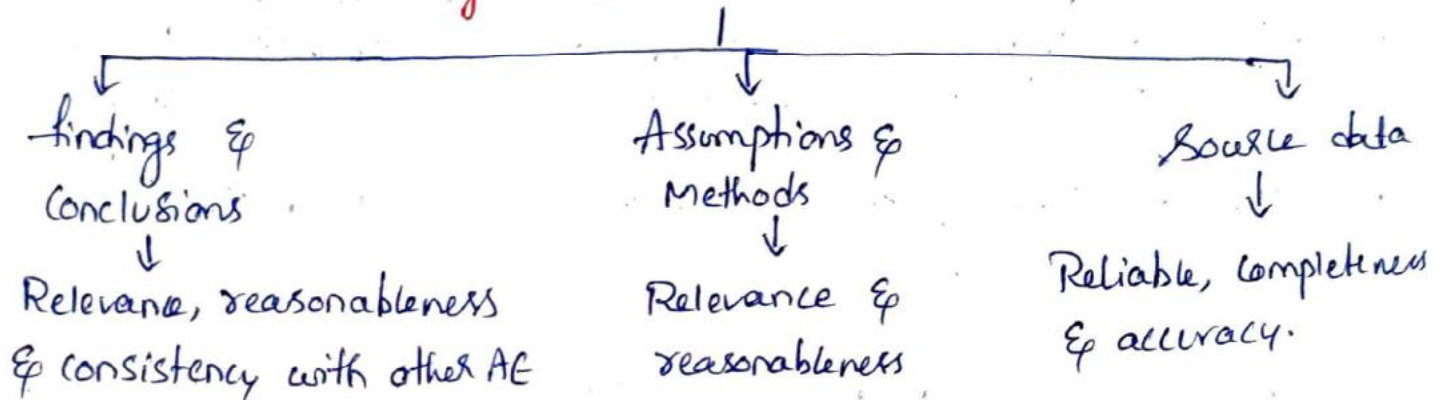 findings &
Conclusions
Relevance, reasonableness
& consistency with other AE
Assumptions &
Methods
Relevance &
reasonableness
Source data
Reliable, completeness
& accuracy.